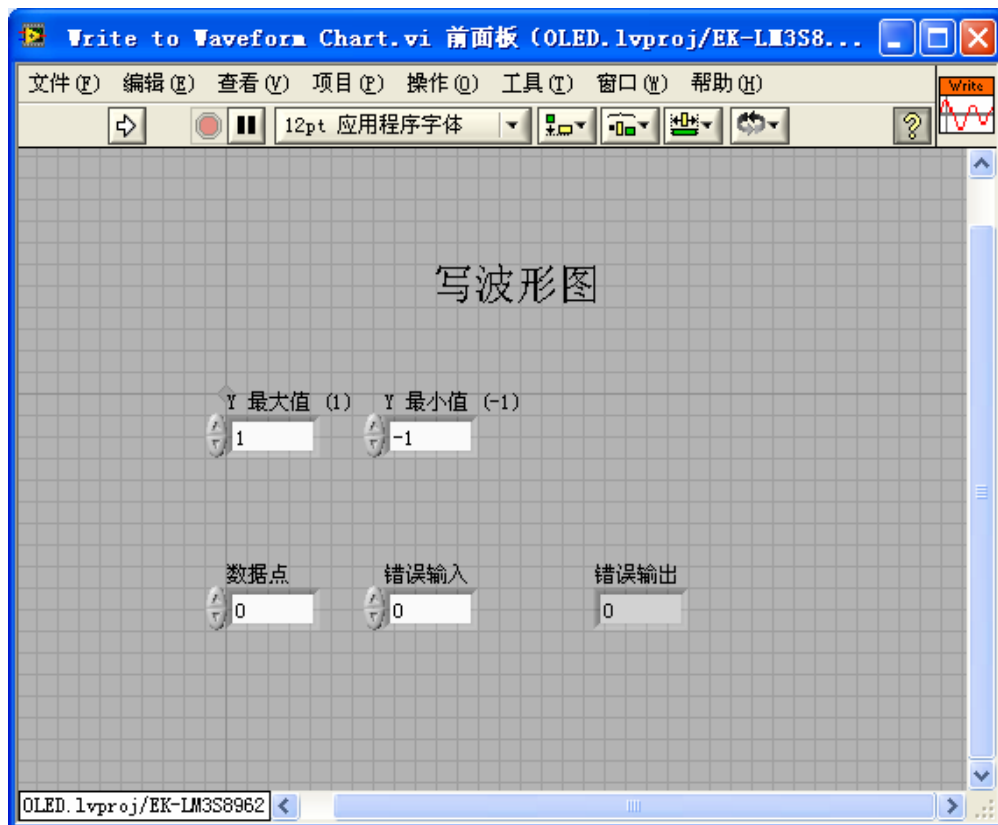 Write to Waveform Chart.vi 前面板 (OLED.lvproj/EK-LM3S8...
文件(F) 编辑(E) 查看(V) 项目(P) 操作(O) 工具(T) 窗口(W) 帮助(H)
Write
12pt 应用程序字体
写波形图
Y 最大值 (1) Y 最小值 (-1)
1 -1
数据点 错误输入 错误输出
0 0 0
OLED.lvproj/EK-LM3S8962